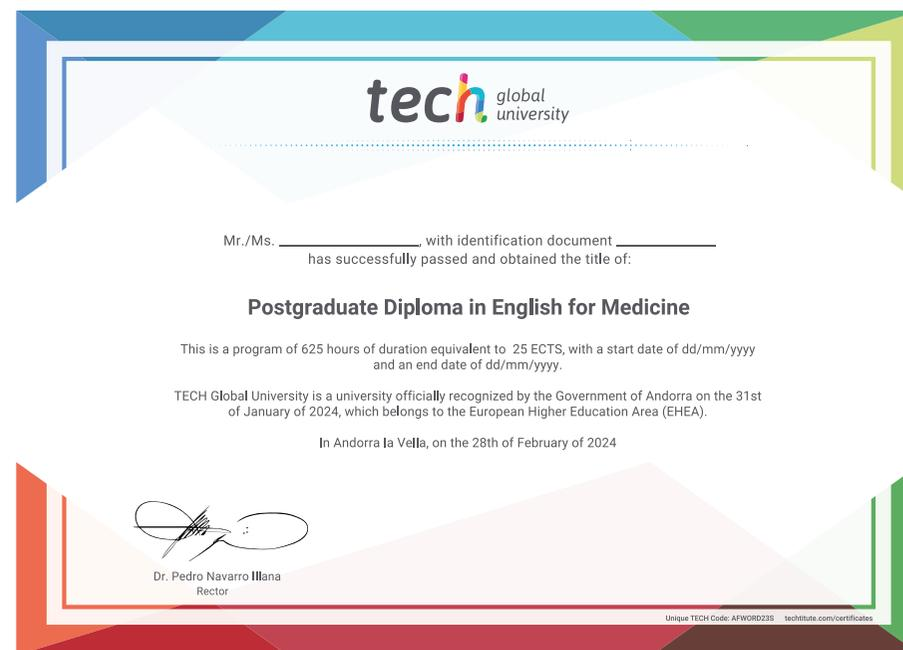 tech global university
Mr./Ms. ____________, with identification document ____________
has successfully passed and obtained the title of:
Postgraduate Diploma in English for Medicine
This is a program of 625 hours of duration equivalent to 25 ECTS, with a start date of dd/mm/yyyy
and an end date of dd/mm/yyyy.
TECH Global University is a university officially recognized by the Government of Andorra on the 31st
of January of 2024, which belongs to the European Higher Education Area (EHEA).
In Andorra la Vella, on the 28th of February of 2024
Dr. Pedro Navarro Illana
Rector
Unique TECH Code: AFWORD23S techtitute.com/certificates